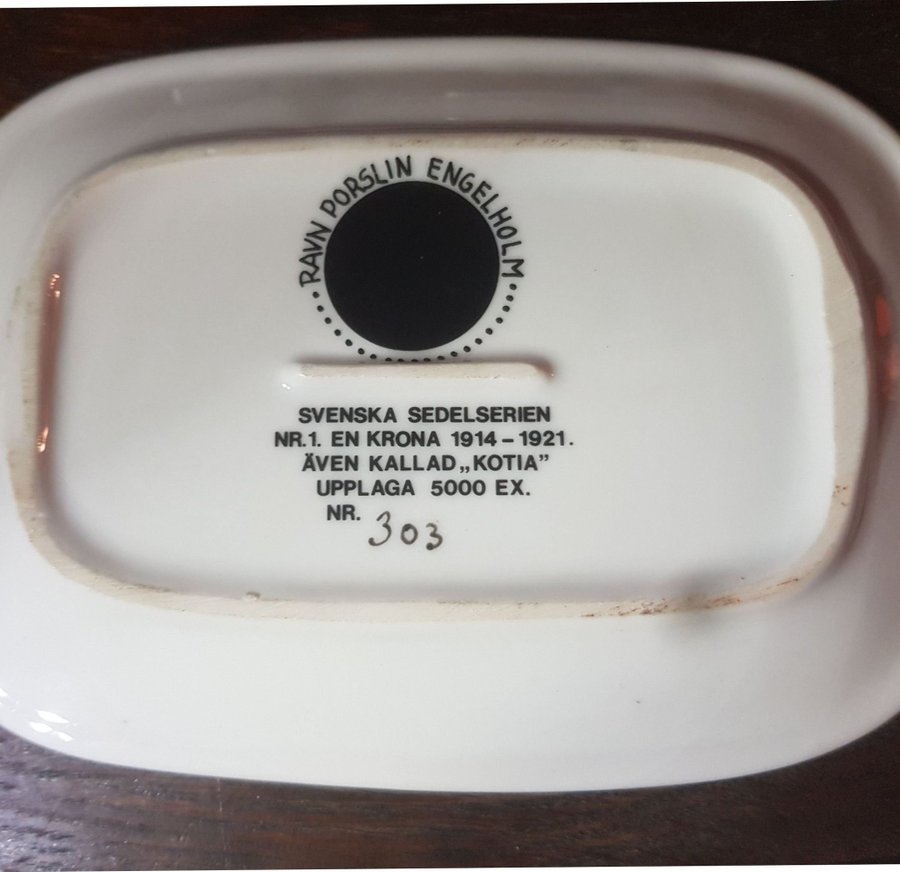 RAVN PORSLIN ENGELHOLM
SVENSKA SEDELSERIEN
NR.1. EN KRONA 1914 – 1921.
ÄVEN KALLAD „KOTIA”
UPPLAGA 5000 EX.
NR. 303